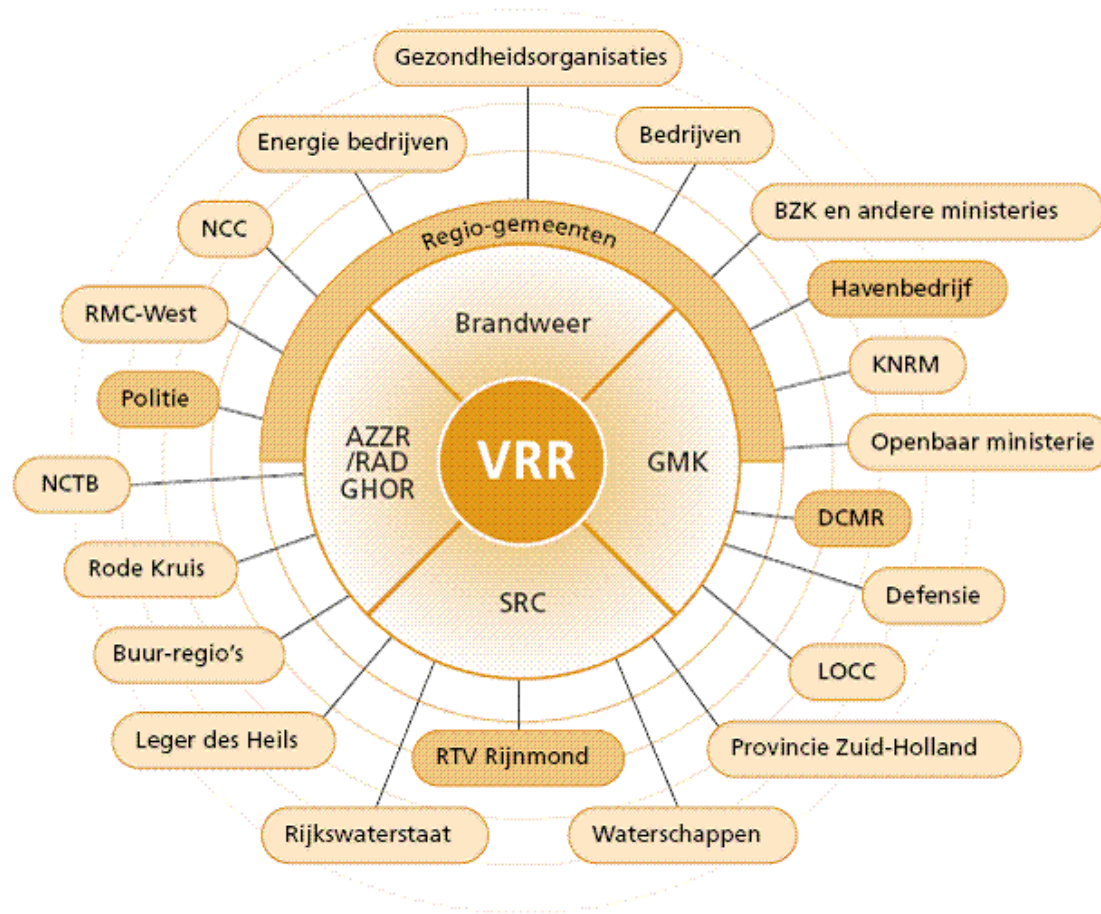 Gezondheidsorganisaties
Energie bedrijven
Bedrijven
NCC
BZK en andere ministeries
Regio-gemeenten
Havenbedrijf
RMC-West
Brandweer
KNRM
Politie
AZZR
/RAD
GHOR
VRR
GMK
Openbaar ministerie
NCTB
DCMR
Rode Kruis
Defensie
SRC
Buur-regio's
LOCC
Leger des Heils
RTV Rijnmond
Provincie Zuid-Holland
Rijkswaterstaat
Waterschappen